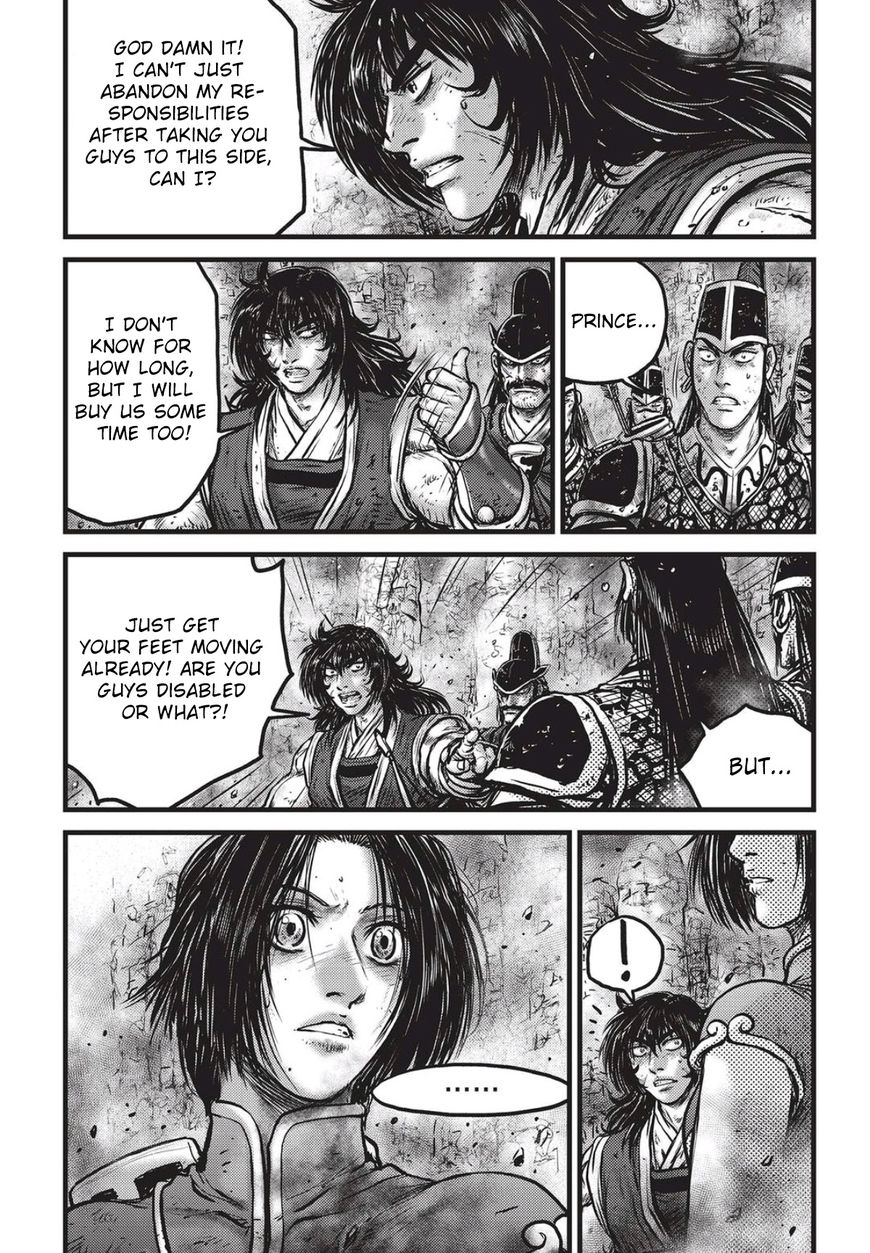 GOD DAMN IT!
I CAN'T JUST
ABANDON MY RE-
SPONSIBILITIES
AFTER TAKING YOU
GUYS TO THIS SIDE,
CAN I?
I DON'T
KNOW FOR
HOW LONG,
BUT I WILL
BUY US SOME
TIME TOO!
PRINCE...
JUST GET
YOUR FEET MOVING
ALREADY! ARE YOU
GUYS DISABLED
OR WHAT?!
BUT...
......
!